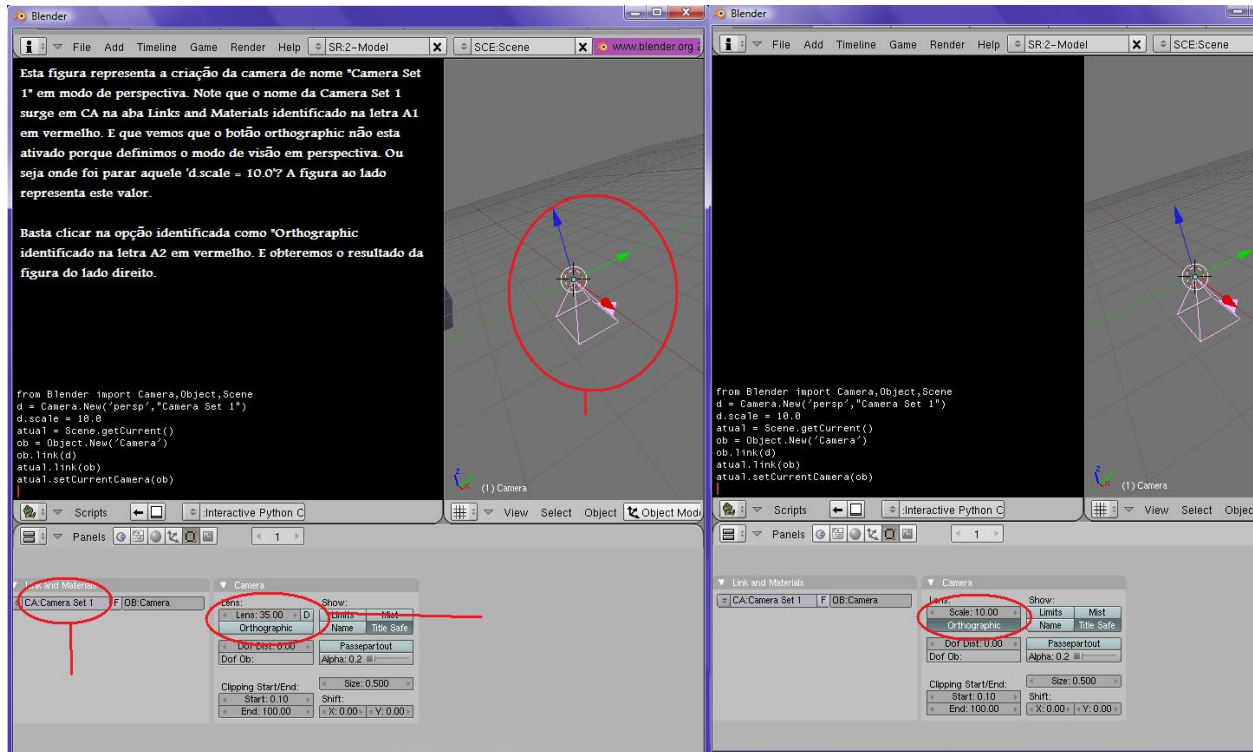 Blender
File Add Timeline Game Render Help SR:2-Model SCE:Scene www.blender.org
Esta figura representa a criação da camera de nome "Camera Set
1" em modo de perspectiva. Note que o nome da Camera Set 1
surge em CA na aba Links and Materials identificado na letra A1
em vermelho. E que vemos que o botão orthographic não esta
ativado porque definimos o modo de visão em perspectiva. Ou
seja onde foi parar aquele 'd.scale = 10.0'? A figura ao lado
representa este valor.
Basta clicar na opção identificada como "Orthographic
identificado na letra A2 em vermelho. E obteremos o resultado da
figura do lado direito.
from Blender import Camera,Object,Scene
d = Camera.New('persp',"Camera Set 1")
d.scale = 10.0
atual = Scene.getCurrent()
ob = Object.New('Camera')
ob.link(d)
atual.link(ob)
atual.setCurrentCamera(ob)
z
x
(1) Camera
Scripts :Interactive Python C
View Select Object Object Mode
Panels 1
Link and Materials
CA:Camera Set 1 F OB:Camera
Camera
Lens: Show:
Lens: 35.00 D Limits Mist
Orthographic Name Title Safe
Dof Dist: 0.00 Passepartout
Dof Ob: Alpha: 0.2
Clipping Start/End: Size: 0.500
Start: 0.10 Shift:
End: 100.00 X: 0.00 Y: 0.00
Blender
File Add Timeline Game Render Help SR:2-Model SCE:Scene
from Blender import Camera,Object,Scene
d = Camera.New('persp',"Camera Set 1")
d.scale = 10.0
atual = Scene.getCurrent()
ob = Object.New('Camera')
ob.link(d)
atual.link(ob)
atual.setCurrentCamera(ob)
z
x
(1) Camera
Scripts :Interactive Python C
View Select Objec
Panels 1
Link and Materials
CA:Camera Set 1 F OB:Camera
Camera
Lens: Show:
Scale: 10.00 Limits Mist
Orthographic Name Title Safe
Dof Dist: 0.00 Passepartout
Dof Ob: Alpha: 0.2
Clipping Start/End: Size: 0.500
Start: 0.10 Shift:
End: 100.00 X: 0.00 Y: 0.00